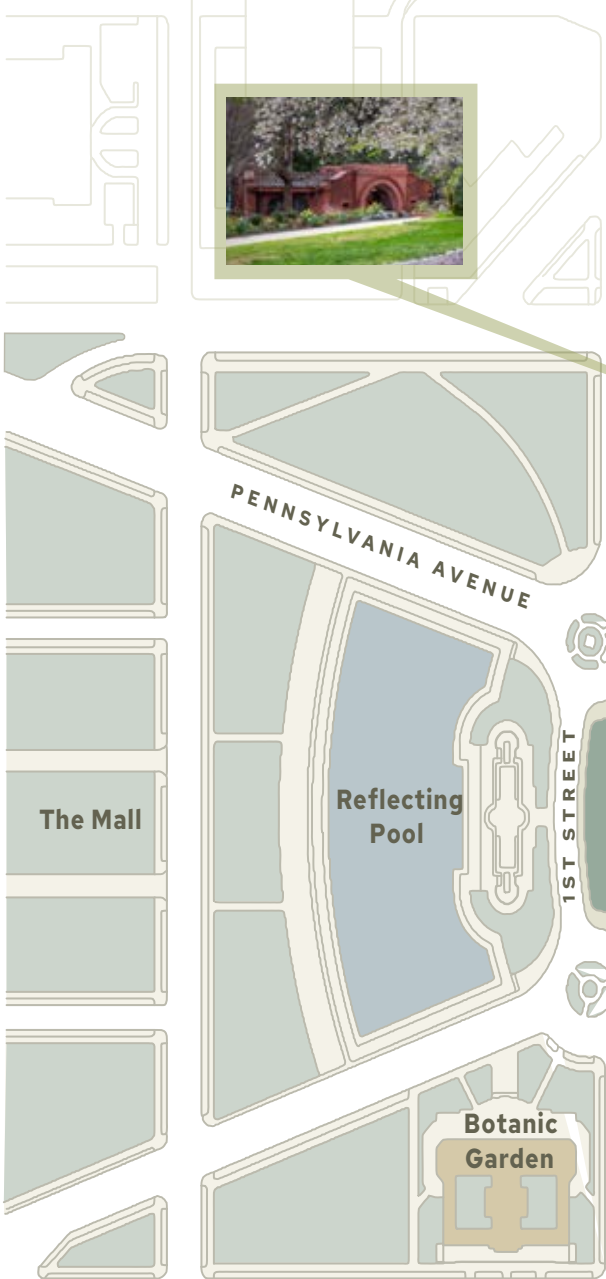 PENNSYLVANIA AVENUE
1ST STREET
The Mall
Reflecting
Pool
Botanic
Garden